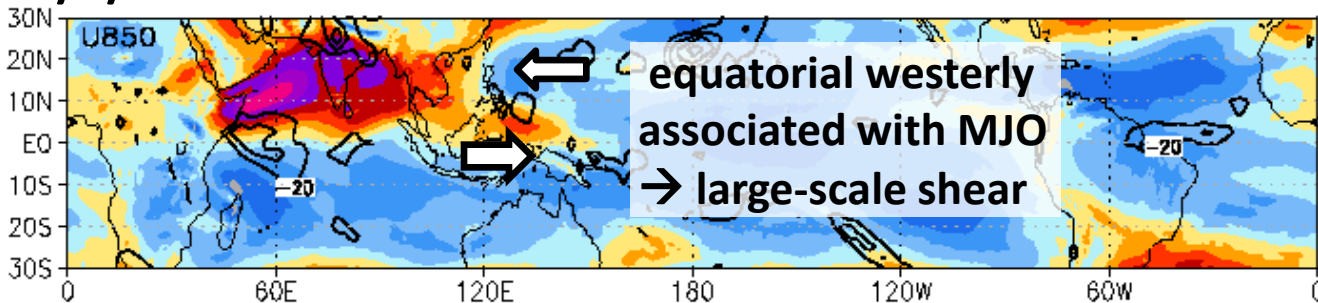 30N
U850
20N
equatorial westerly
10N
associated with MJO
EQ
-20
-20
10S
→ large-scale shear
20S
30S
0 60E 120E 180 120W 60W 0